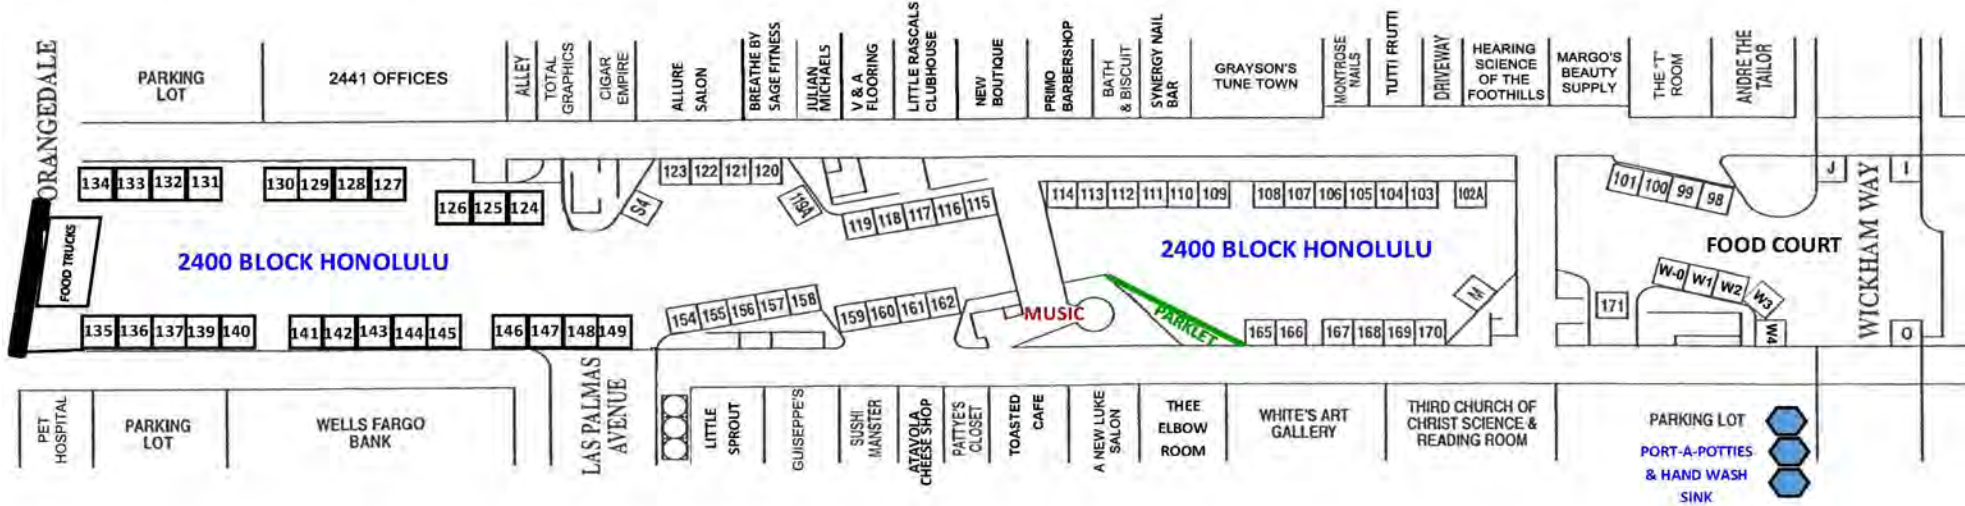 ORANGEDALE
PARKING
LOT
2441 OFFICES
ALLEY
TOTAL
GRAPHICS
CIGAR
EMPIRE
ALLURE
SALON
BREATHE BY
SAGE FITNESS
JULIAN
MICHAELS
V & A
FLOORING
LITTLE RASCALS
CLUBHOUSE
NEW
BOUTIQUE
PRIMO
BARBERSHOP
BATH
& BISCUIT
SYNERGY NAIL
BAR
GRAYSON'S
TUNE TOWN
MONTROSE
NAILS
TUTTI FRUTTI
DRIVEWAY
HEARING
SCIENCE
OF THE
FOOTHILLS
MARGO'S
BEAUTY
SUPPLY
THE "T"
ROOM
ANDRE THE
TAILOR
134 133 132 131
130 129 128 127
126 125 124
S4
123 122 121 120
119A
119 118 117 116 115
114 113 112 111 110 109
108 107 106 105 104 103
102A
101 100 99 98
J
I
WICKHAM WAY
FOOD TRUCKS
2400 BLOCK HONOLULU
2400 BLOCK HONOLULU
FOOD COURT
W-0 W1 W2 W3
W4
O
135 136 137 139 140
141 142 143 144 145
146 147 148 149
154 155 156 157 158
159 160 161 162
MUSIC
PARKLET
165 166
167 168 169 170
M
171
PET
HOSPITAL
PARKING
LOT
WELLS FARGO
BANK
LAS PALMAS
AVENUE
LITTLE
SPROUT
GUISEPPE'S
SUSHI
MANSTER
ATAVOLA
CHEESE SHOP
PATTYE'S
CLOSET
TOASTED
CAFE
A NEW LUKE
SALON
THEE
ELBOW
ROOM
WHITE'S ART
GALLERY
THIRD CHURCH OF
CHRIST SCIENCE &
READING ROOM
PARKING LOT
PORT-A-POTTIES
& HAND WASH
SINK